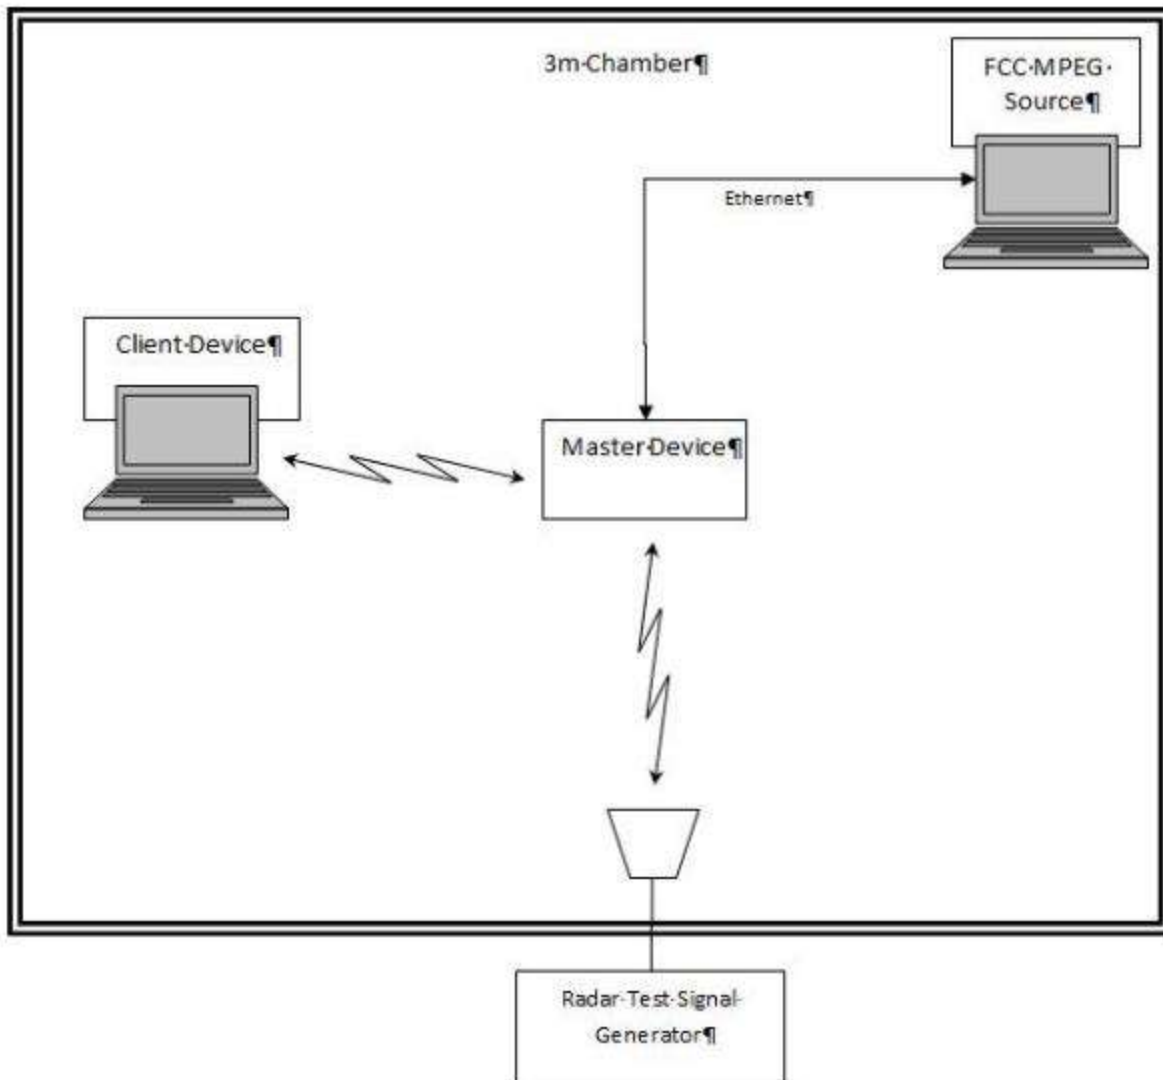 3m·Chamber¶
FCC·MPEG·
Source¶
Ethernet¶
Client·Device¶
Master·Device¶
Radar·Test·Signal·
Generator¶